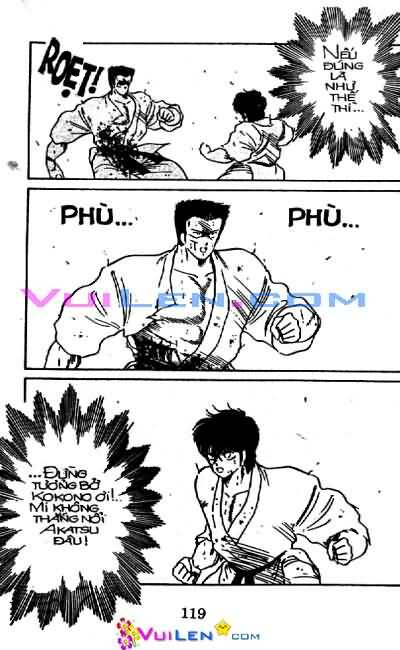 NẾU
ĐÚNG
LÀ
NHƯ
THẾ
THÌ...
ROẸT!
PHÙ...
PHÙ...
VUILEN.COM
...ĐỪNG
TƯỞNG BỞ
KOKONO ƠI!
MI KHÔNG
THẮNG NỔI
AKATSU
ĐÂU!
119
VUILEN.COM